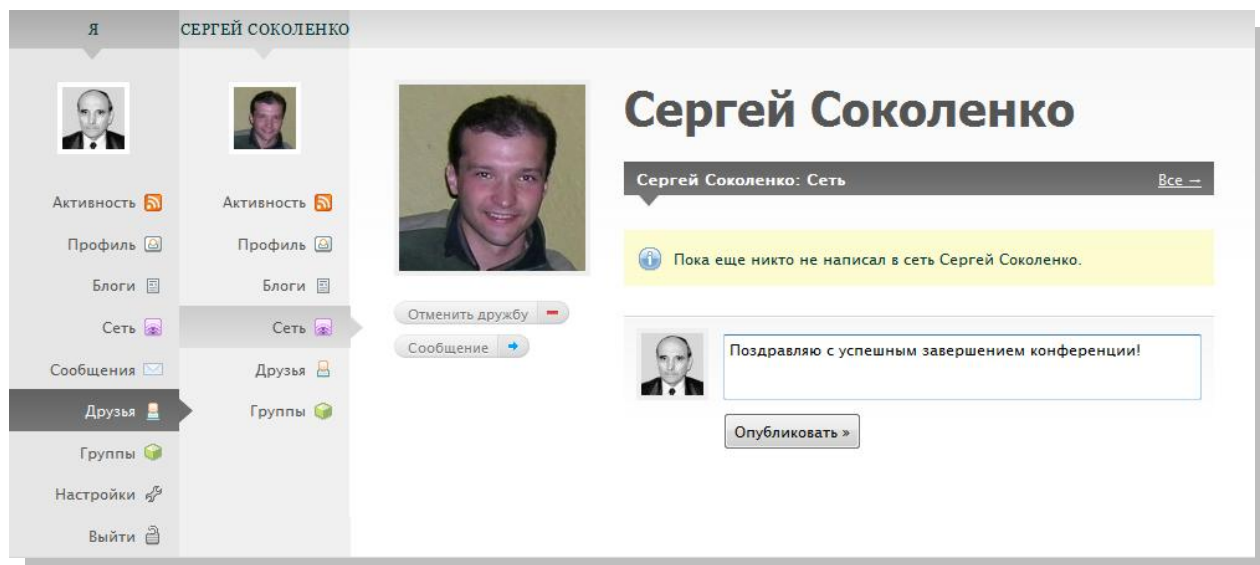 Я
СЕРГЕЙ СОКОЛЕНКО
Активность
Профиль
Блоги
Сеть
Сообщения
Друзья
Группы
Настройки
Выйти
Активность
Профиль
Блоги
Сеть
Друзья
Группы
Отменить дружбу
Сообщение
Сергей Соколенко
Сергей Соколенко: Сеть
Все →
Пока еще никто не написал в сеть Сергей Соколенко.
Поздравляю с успешным завершением конференции!
Опубликовать »